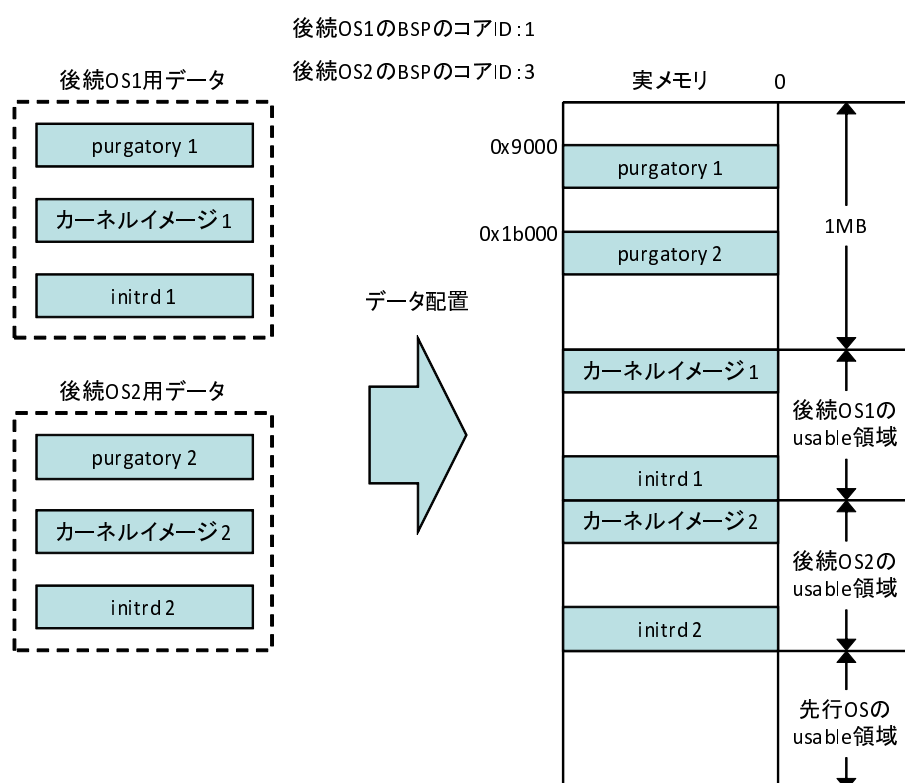 後続OS1のBSPのコアID:1
後続OS2のBSPのコアID:3
後続OS1用データ
purgatory 1
カーネルイメージ1
initrd 1
後続OS2用データ
purgatory 2
カーネルイメージ2
initrd 2
データ配置
実メモリ
0
0x9000
purgatory 1
0x1b000
purgatory 2
1MB
カーネルイメージ1
initrd 1
後続OS1の
usable領域
カーネルイメージ2
initrd 2
後続OS2の
usable領域
先行OSの
usable領域